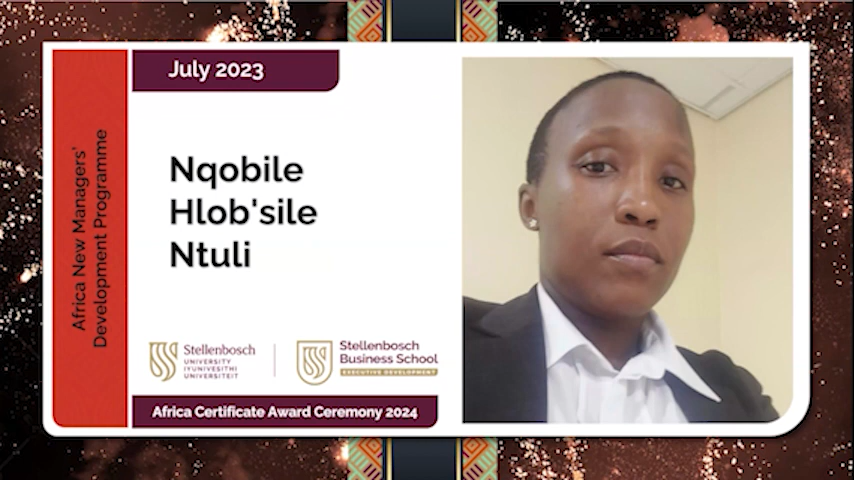 July 2023
Africa New Managers'
Development Programme
Nqobile
Hlob'sile
Ntuli
Stellenbosch
UNIVERSITY
IYUNIVESITHI
UNIVERSITEIT
Stellenbosch
Business School
EXECUTIVE DEVELOPMENT
Africa Certificate Award Ceremony 2024